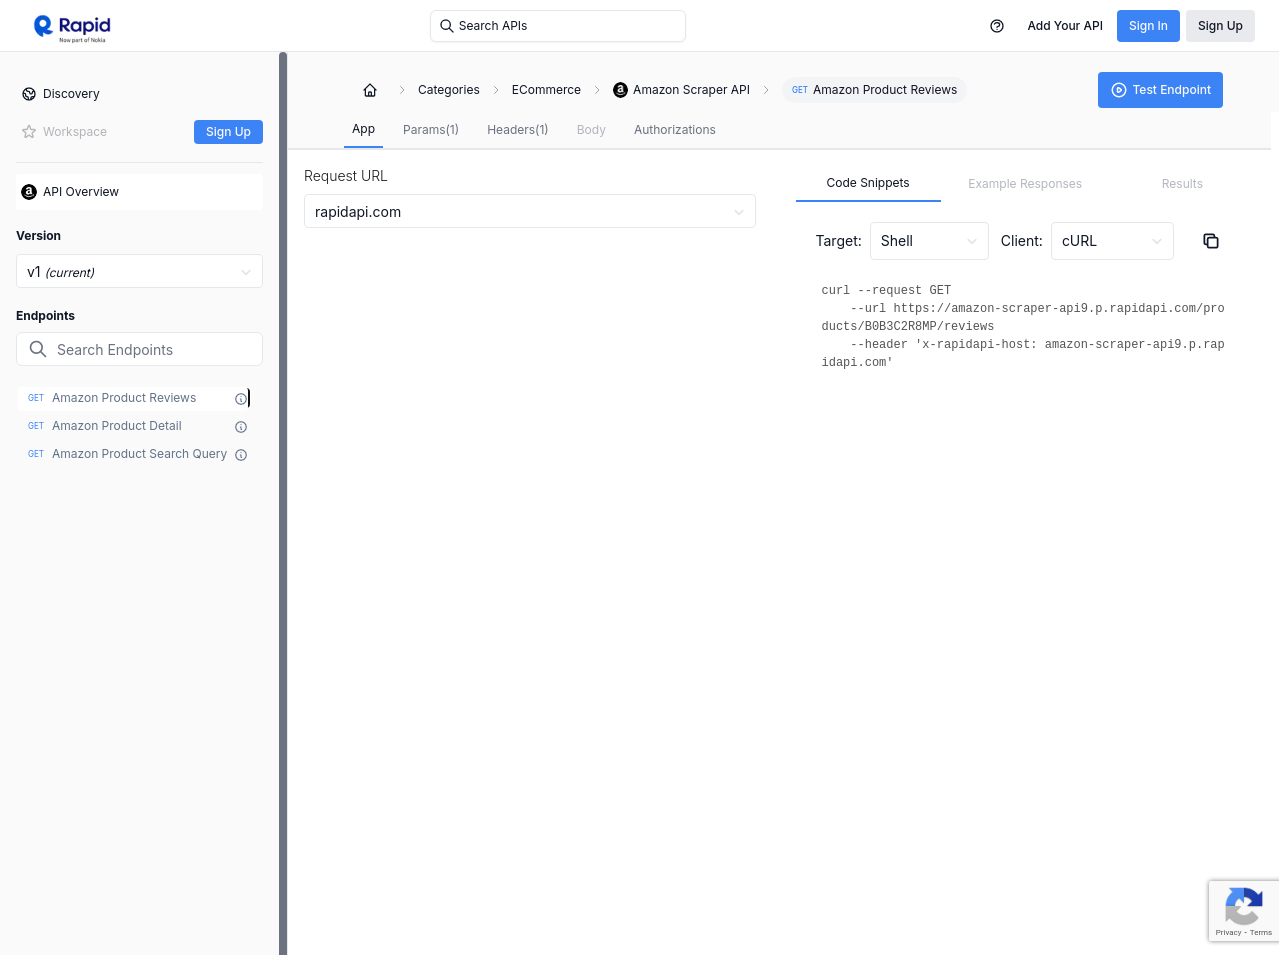 Rapid
Now part of Nokia
Search APIs
Add Your API
Sign In
Sign Up
Discovery
Workspace
Sign Up
API Overview
Version
v1 (current)
Endpoints
Search Endpoints
GET Amazon Product Reviews
GET Amazon Product Detail
GET Amazon Product Search Query
Categories
ECommerce
Amazon Scraper API
GET Amazon Product Reviews
Test Endpoint
App
Params(1)
Headers(1)
Body
Authorizations
Request URL
rapidapi.com
Code Snippets
Example Responses
Results
Target: Shell
Client: cURL
curl --request GET
--url https://amazon-scraper-api9.p.rapidapi.com/pro
ducts/B0B3C2R8MP/reviews
--header 'x-rapidapi-host: amazon-scraper-api9.p.rap
idapi.com'
Privacy - Terms